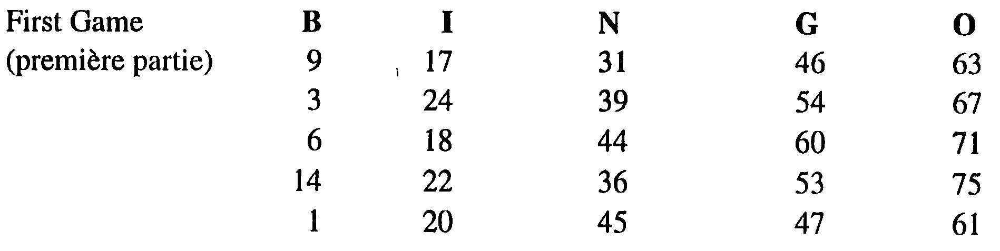 First Game B I N G O
(première partie) 9 17 31 46 63
3 24 39 54 67
6 18 44 60 71
14 22 36 53 75
1 20 45 47 61